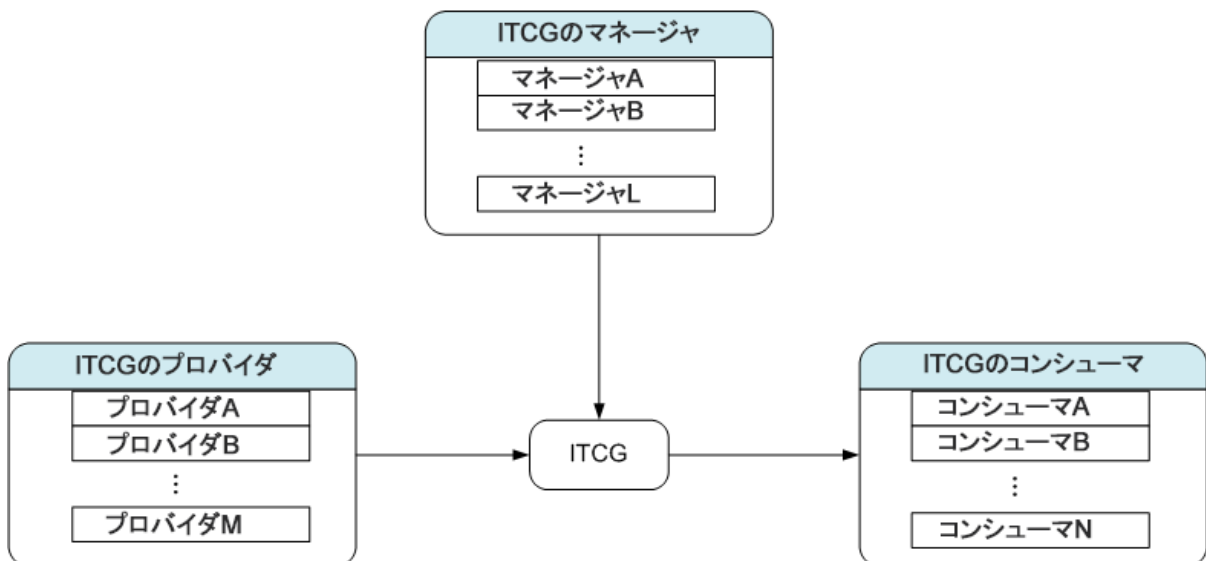 ITCGのマネージャ
マネージャA
マネージャB
⋮
マネージャL
ITCGのプロバイダ
プロバイダA
プロバイダB
⋮
プロバイダM
ITCG
ITCGのコンシューマ
コンシューマA
コンシューマB
⋮
コンシューマN